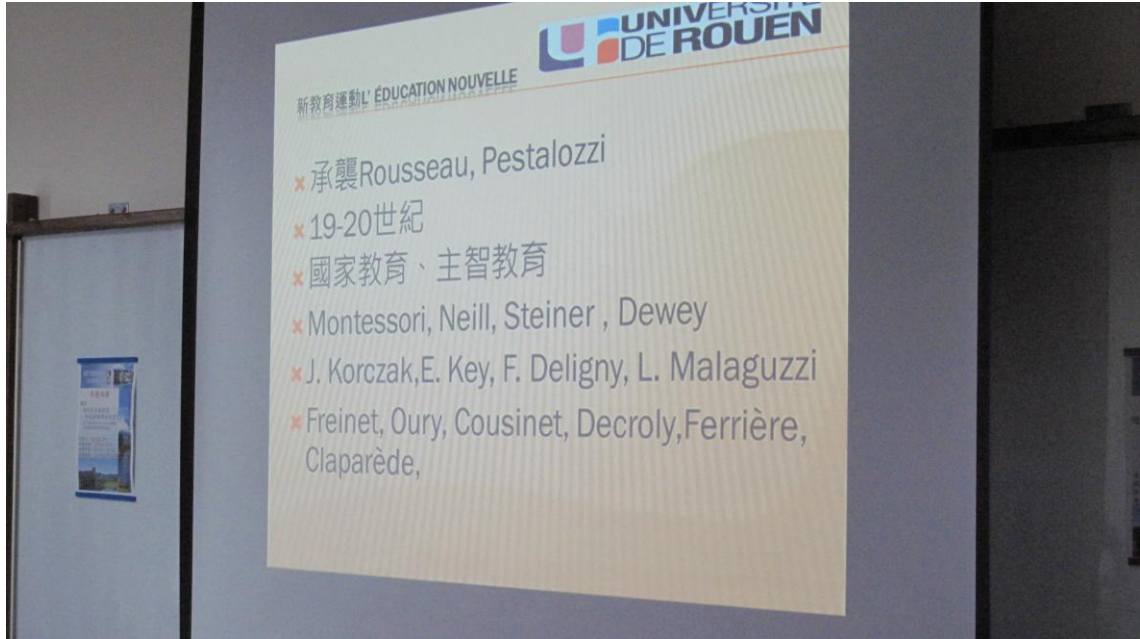 UNIVERSITÉ
DE ROUEN
新教育運動L' ÉDUCATION NOUVELLE
承襲Rousseau, Pestalozzi
19-20世紀
國家教育、主智教育
Montessori, Neill, Steiner , Dewey
J. Korczak,E. Key, F. Deligny, L. Malaguzzi
Freinet, Oury, Cousinet, Decroly,Ferrière,
Claparède,